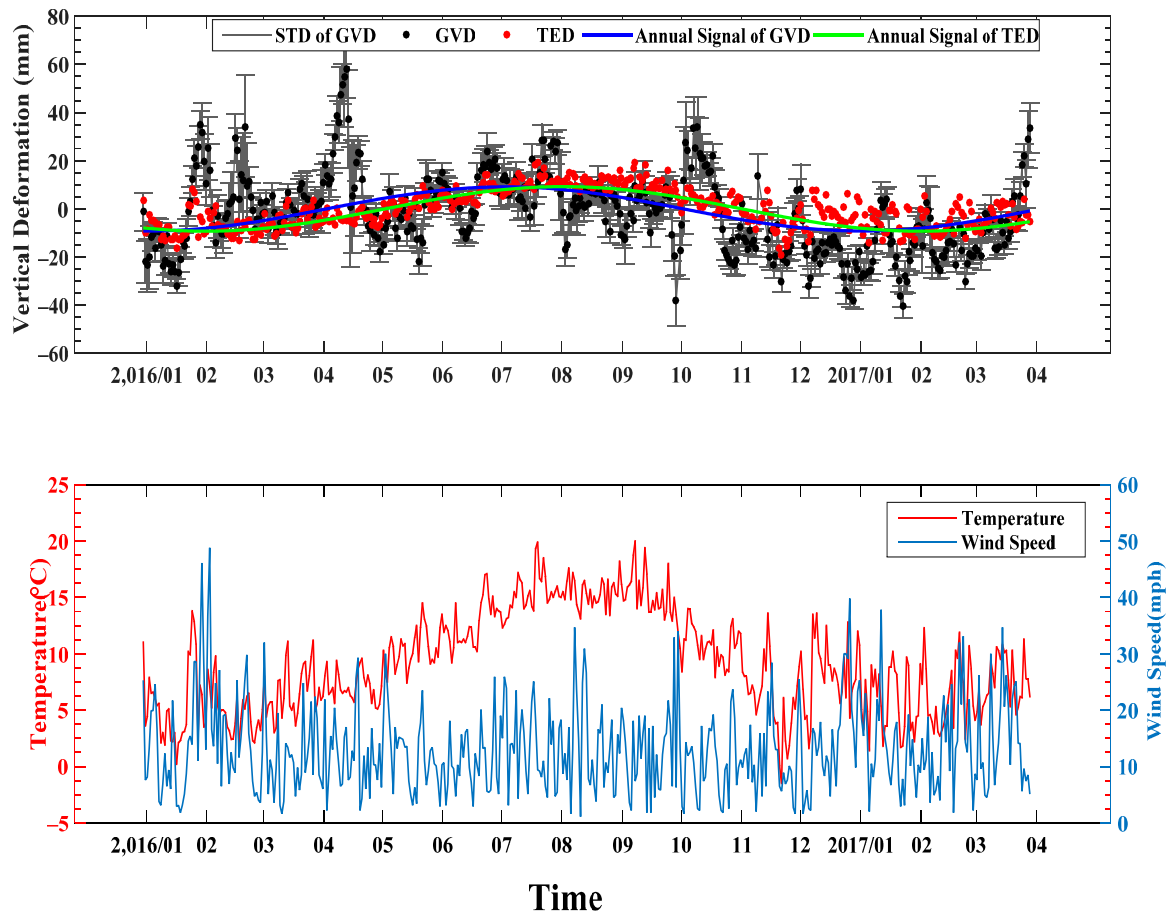 STD of GVD GVD TED Annual Signal of GVD Annual Signal of TED
Vertical Deformation (mm)
80
60
40
20
0
−20
−40
−60
2,016/01 02 03 04 05 06 07 08 09 10 11 12 2017/01 02 03 04
Temperature
Wind Speed
Temperature(°C)
25
20
15
10
5
0
−5
Wind Speed(mph)
60
50
40
30
20
10
0
2,016/01 02 03 04 05 06 07 08 09 10 11 12 2017/01 02 03 04
Time